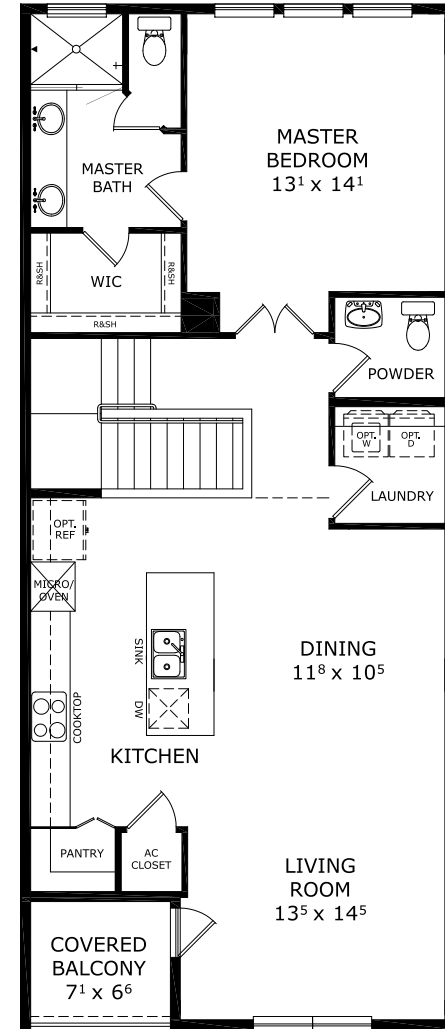 MASTER
BEDROOM
13¹ x 14¹
MASTER
BATH
WIC
R&SH
R&SH
R&SH
POWDER
OPT.
W
OPT.
D
LAUNDRY
OPT.
REF
MICRO/
OVEN
SINK
DW
COOKTOP
KITCHEN
DINING
11⁸ x 10⁵
PANTRY
AC
CLOSET
LIVING
ROOM
13⁵ x 14⁵
COVERED
BALCONY
7¹ x 6⁶